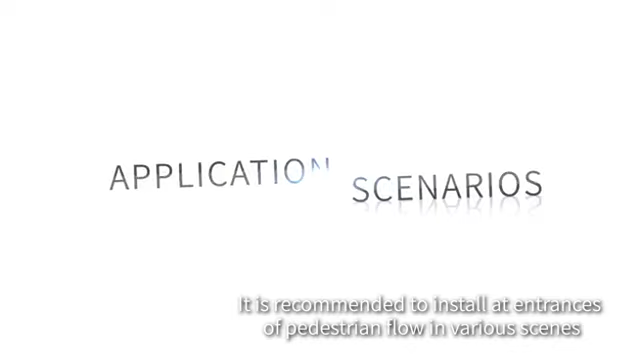 APPLICATION SCENARIOS
It is recommended to install at entrances
of pedestrian flow in various scenes